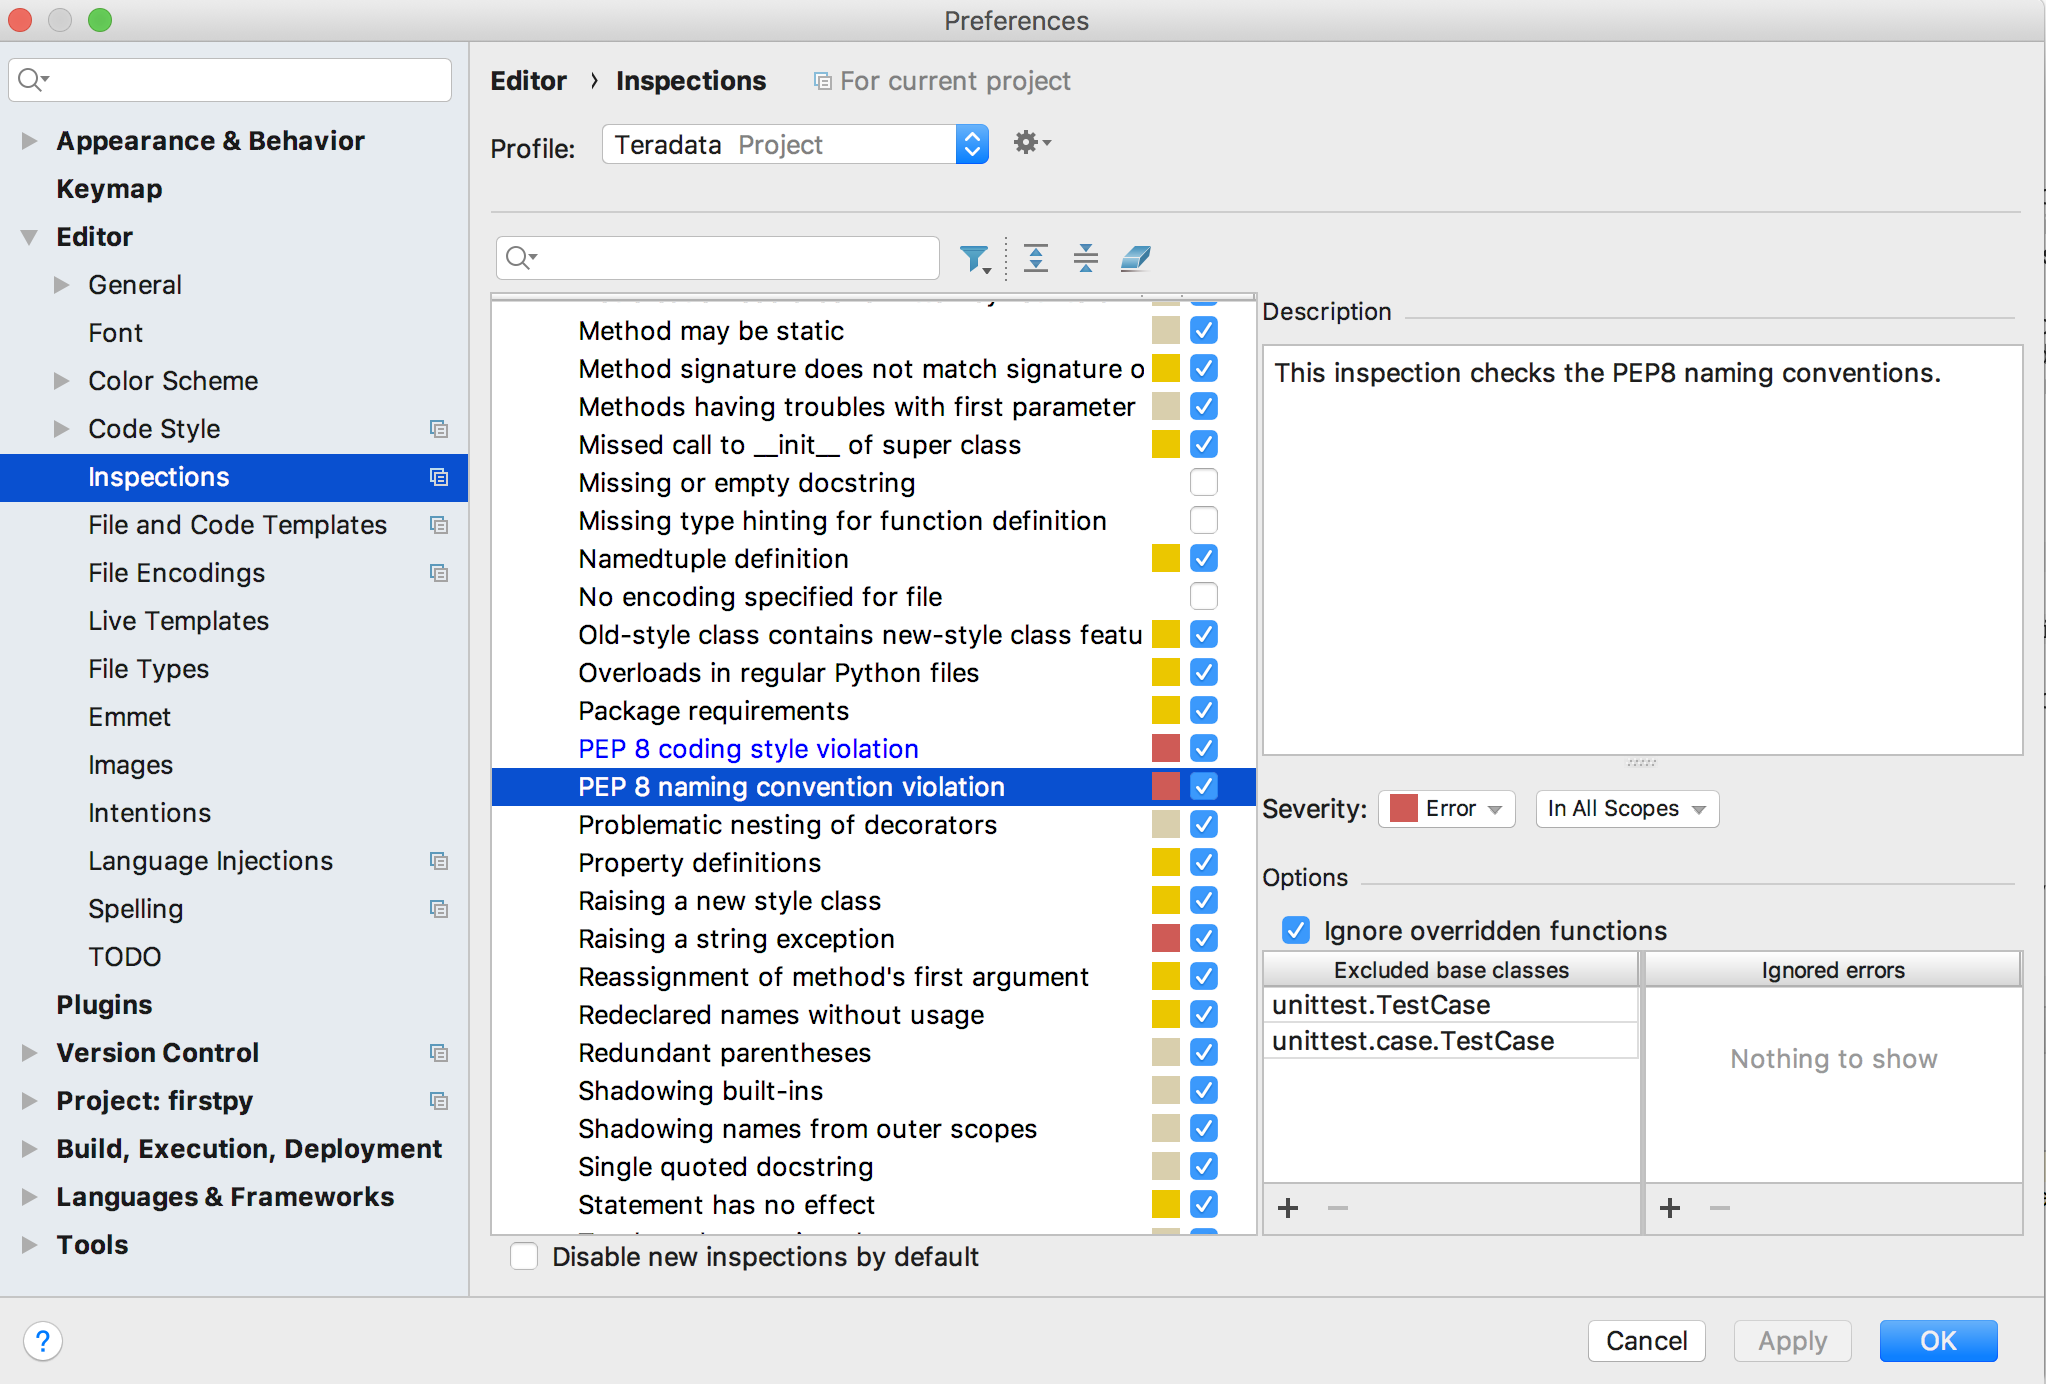 Preferences
Editor › Inspections For current project
Profile: Teradata Project
Appearance & Behavior
Keymap
Editor
General
Font
Color Scheme
Code Style
Inspections
File and Code Templates
File Encodings
Live Templates
File Types
Emmet
Images
Intentions
Language Injections
Spelling
TODO
Plugins
Version Control
Project: firstpy
Build, Execution, Deployment
Languages & Frameworks
Tools
Method may be static
Method signature does not match signature o
Methods having troubles with first parameter
Missed call to __init__ of super class
Missing or empty docstring
Missing type hinting for function definition
Namedtuple definition
No encoding specified for file
Old-style class contains new-style class featu
Overloads in regular Python files
Package requirements
PEP 8 coding style violation
PEP 8 naming convention violation
Problematic nesting of decorators
Property definitions
Raising a new style class
Raising a string exception
Reassignment of method's first argument
Redeclared names without usage
Redundant parentheses
Shadowing built-ins
Shadowing names from outer scopes
Single quoted docstring
Statement has no effect
Disable new inspections by default
Description
This inspection checks the PEP8 naming conventions.
Severity: Error In All Scopes
Options
Ignore overridden functions
Excluded base classes
unittest.TestCase
unittest.case.TestCase
Ignored errors
Nothing to show
? Cancel Apply OK